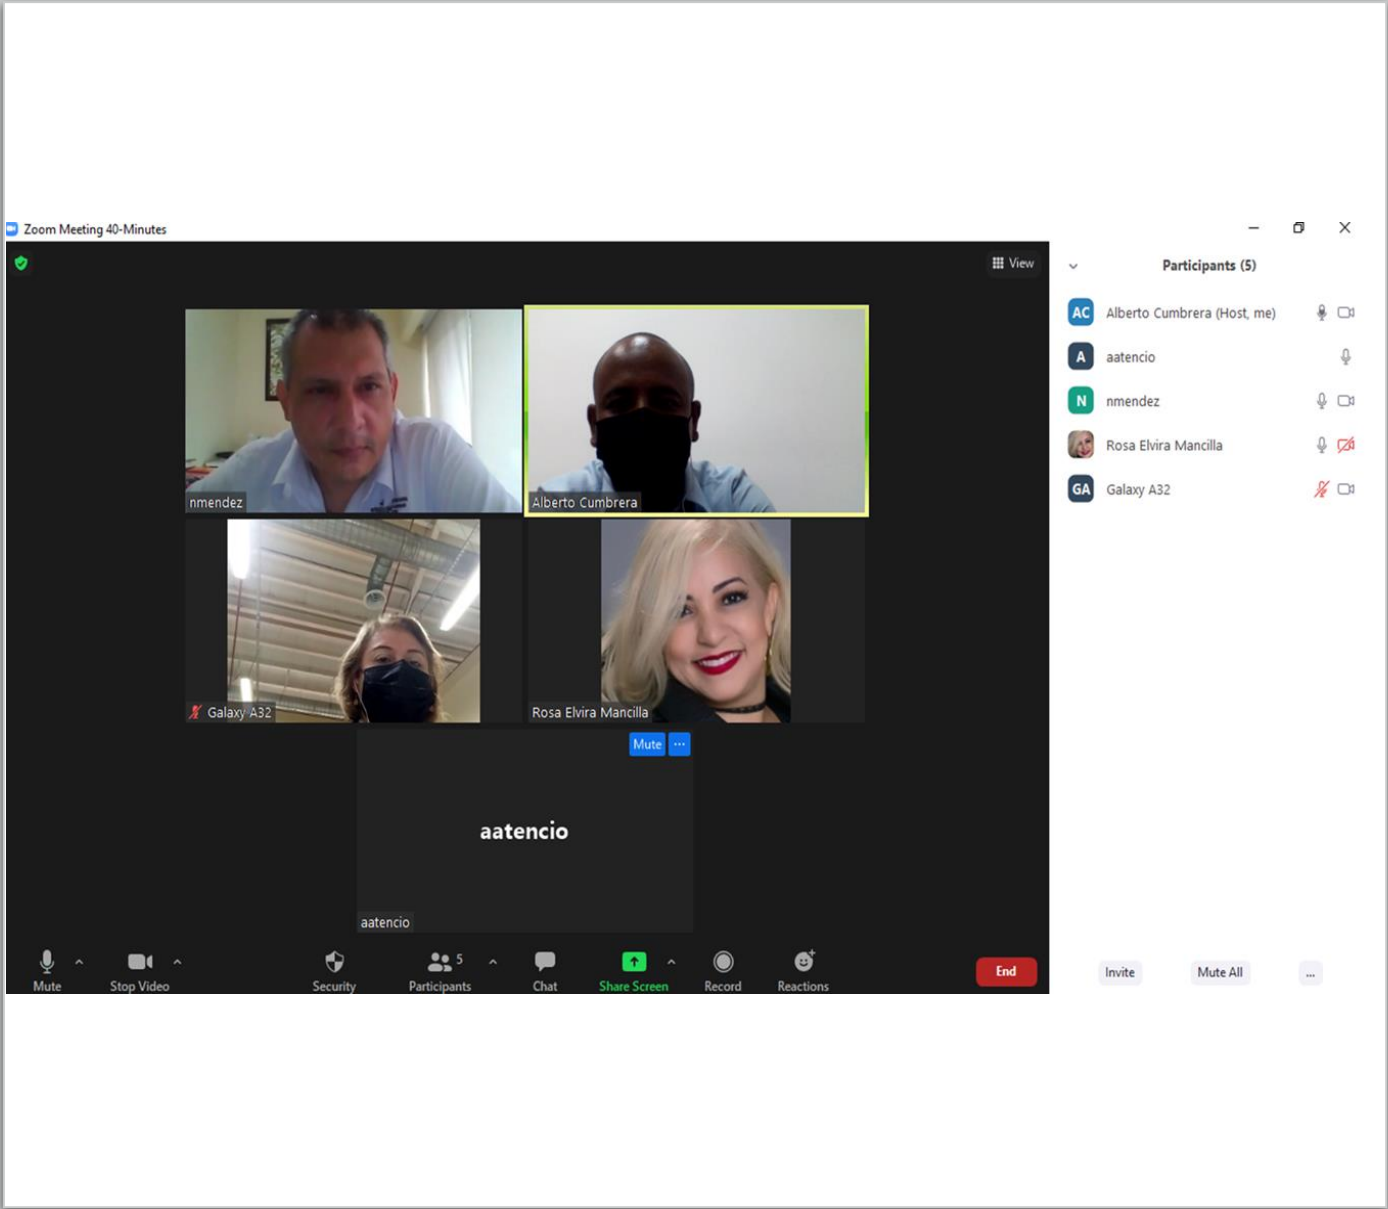 Zoom Meeting 40-Minutes
View
Participants (5)
AC Alberto Cumbrera (Host, me)
A aatencio
N nmendez
Rosa Elvira Mancilla
GA Galaxy A32
nmendez
Alberto Cumbrera
Galaxy A32
Rosa Elvira Mancilla
Mute ...
aatencio
aatencio
5
Mute Stop Video Security Participants Chat Share Screen Record Reactions
End
Invite Mute All ...